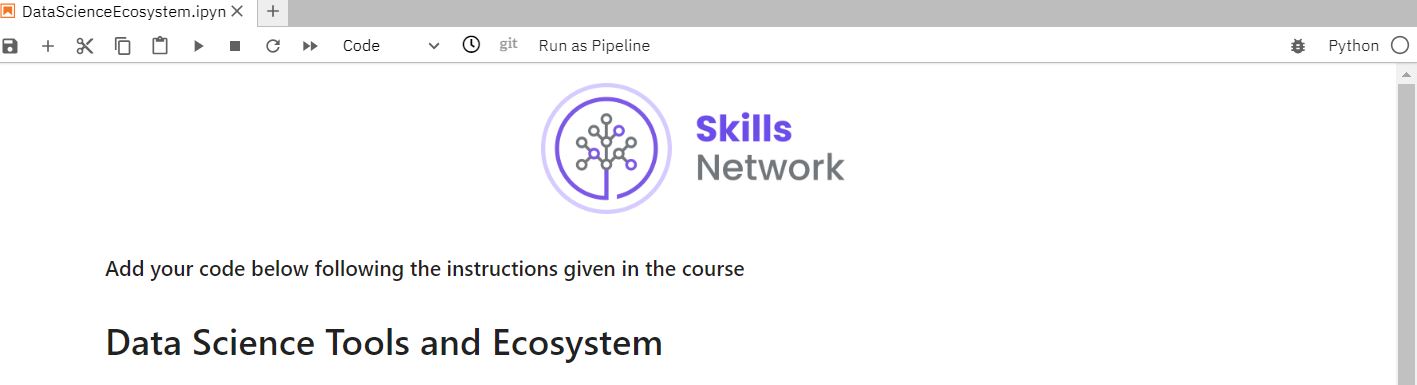 DataScienceEcosystem.ipyn
Code git Run as Pipeline Python
Skills
Network
Add your code below following the instructions given in the course
Data Science Tools and Ecosystem